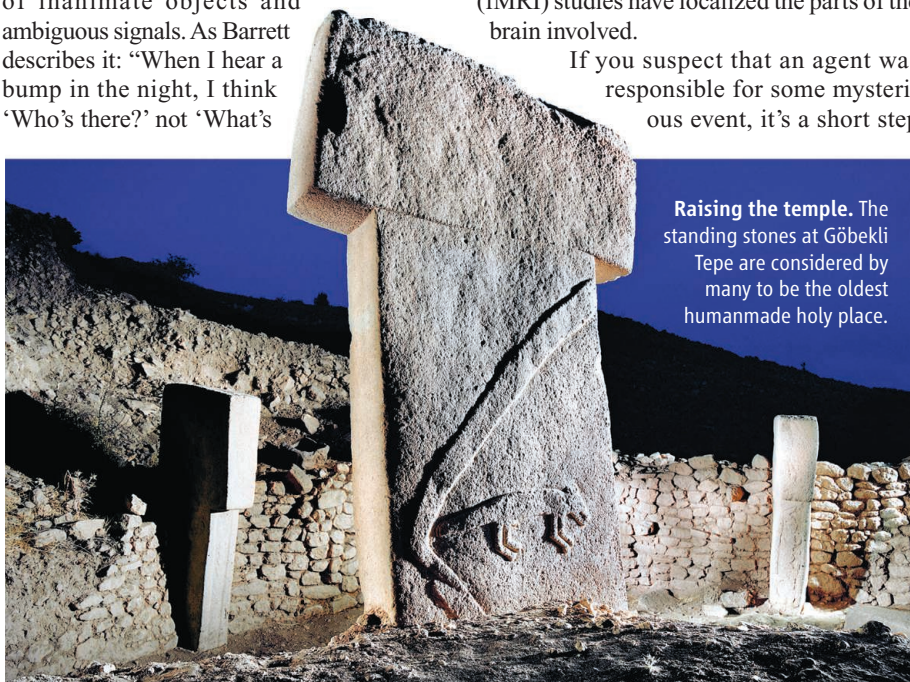 of inanimate objects and
ambiguous signals. As Barrett
describes it: “When I hear a
bump in the night, I think
‘Who’s there?’ not ‘What’s
(fMRI) studies have localized the parts of the
brain involved.
If you suspect that an agent wa
responsible for some mysteri
ous event, it’s a short step
Raising the temple. The
standing stones at Göbekli
Tepe are considered by
many to be the oldest
humanmade holy place.